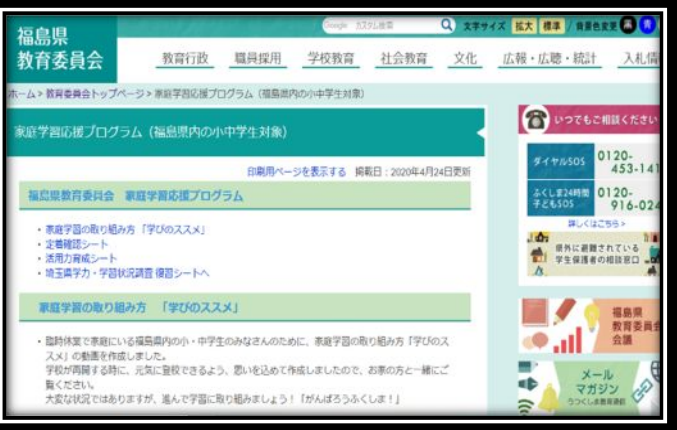 福島県
教育委員会
Google カスタム検索
文字サイズ 拡大 標準 / 背景色変更 黒 青
教育行政 職員採用 学校教育 社会教育 文化 広報・広聴・統計 入札情
ホーム > 教育委員会トップページ > 家庭学習応援プログラム(福島県内の小中学生対象)
家庭学習応援プログラム(福島県内の小中学生対象)
印刷用ページを表示する 掲載日:2020年4月24日更新
福島県教育委員会 家庭学習応援プログラム
・家庭学習の取り組み方「学びのススメ」
・定着確認シート
・活用力育成シート
・埼玉県学力・学習状況調査 復習シートへ
家庭学習の取り組み方 「学びのススメ」
・臨時休業で家庭にいる福島県内の小・中学生のみなさんのために、家庭学習の取り組み方「学びのス
スメ」の動画を作成しました。
学校が再開する時に、元気に登校できるよう、思いを込めて作成しましたので、お家の方と一緒にご
覧ください。
大変な状況ではありますが、進んで学習に取り組みましょう!「がんばろうふくしま!」
いつでもご相談ください
ダイヤルSOS 0120-
453-141
ふくしま24時間
子どもSOS
0120-
916-024
詳しくはこちら>
県外に避難されている
学生保護者の相談窓口
福島県
教育委員会
会議
メール
マガジン
うつくしま教育通信